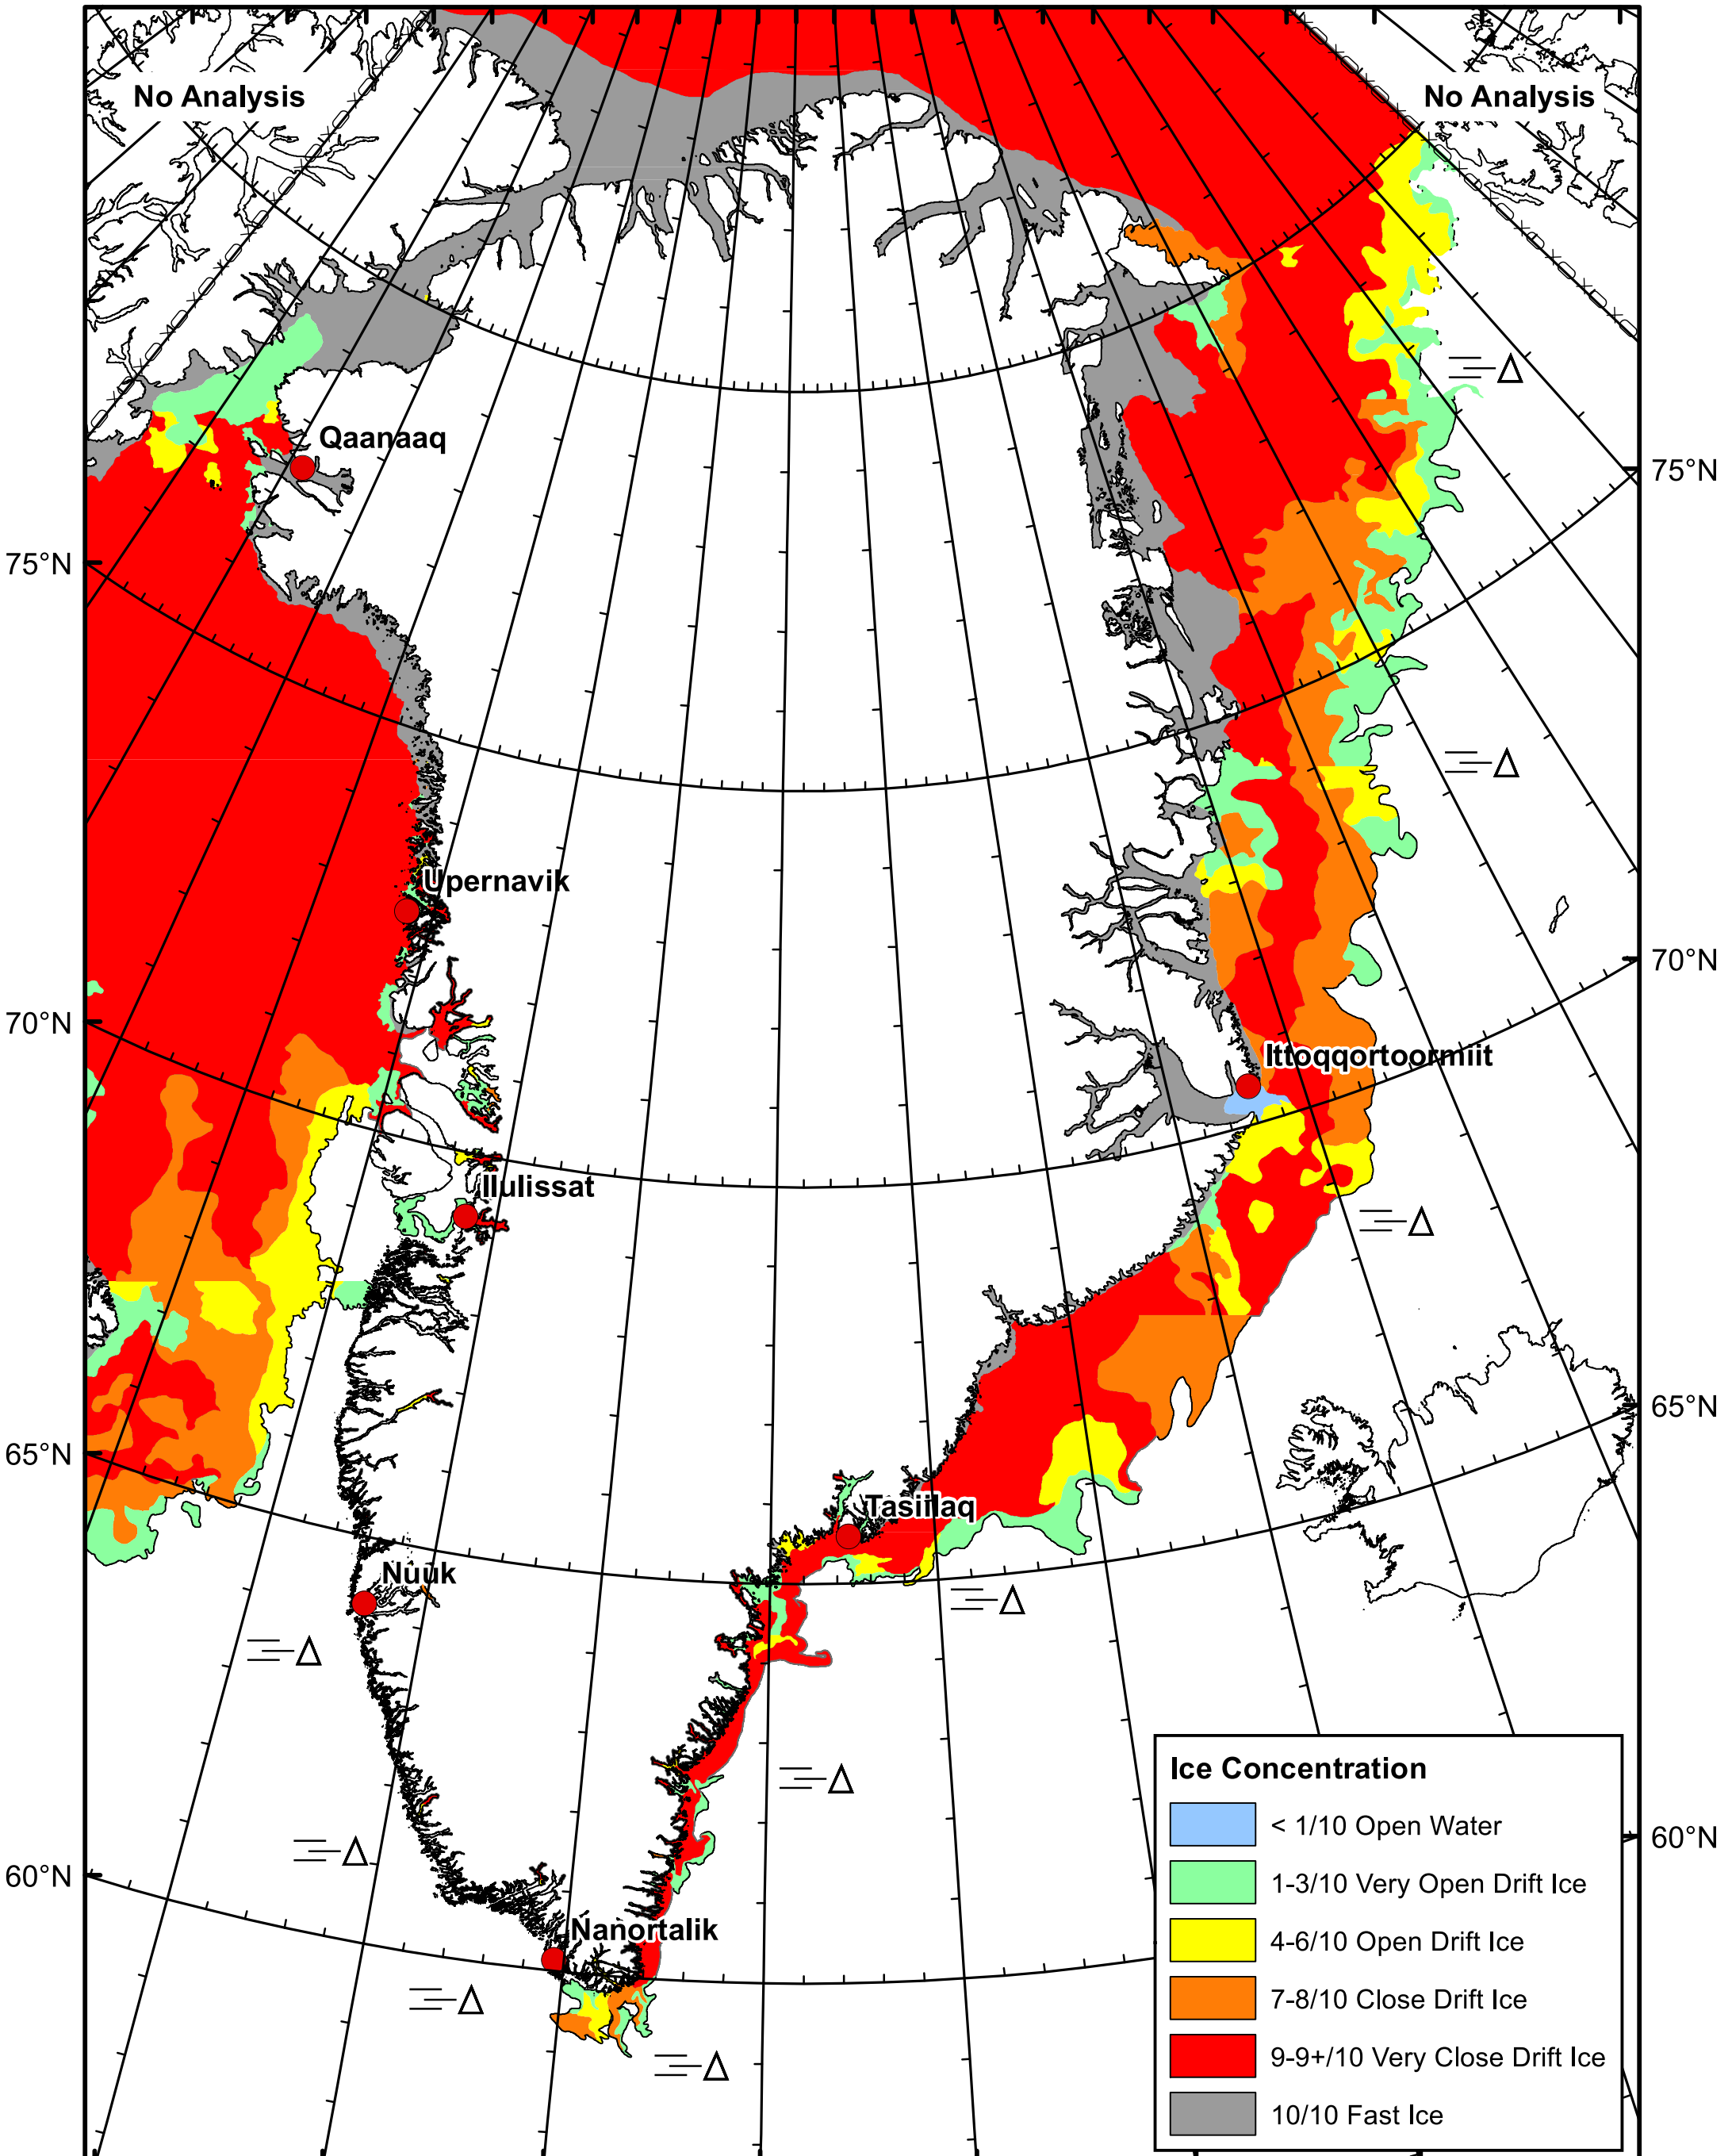 No Analysis
No Analysis
Qaanaaq
75°N
75°N
Upernavik
70°N
70°N
Ittoqqortoormiit
Ilulissat
65°N
65°N
Tasiilaq
Nuuk
60°N
60°N
Nanortalik
Ice Concentration
< 1/10 Open Water
1-3/10 Very Open Drift Ice
4-6/10 Open Drift Ice
7-8/10 Close Drift Ice
9-9+/10 Very Close Drift Ice
10/10 Fast Ice